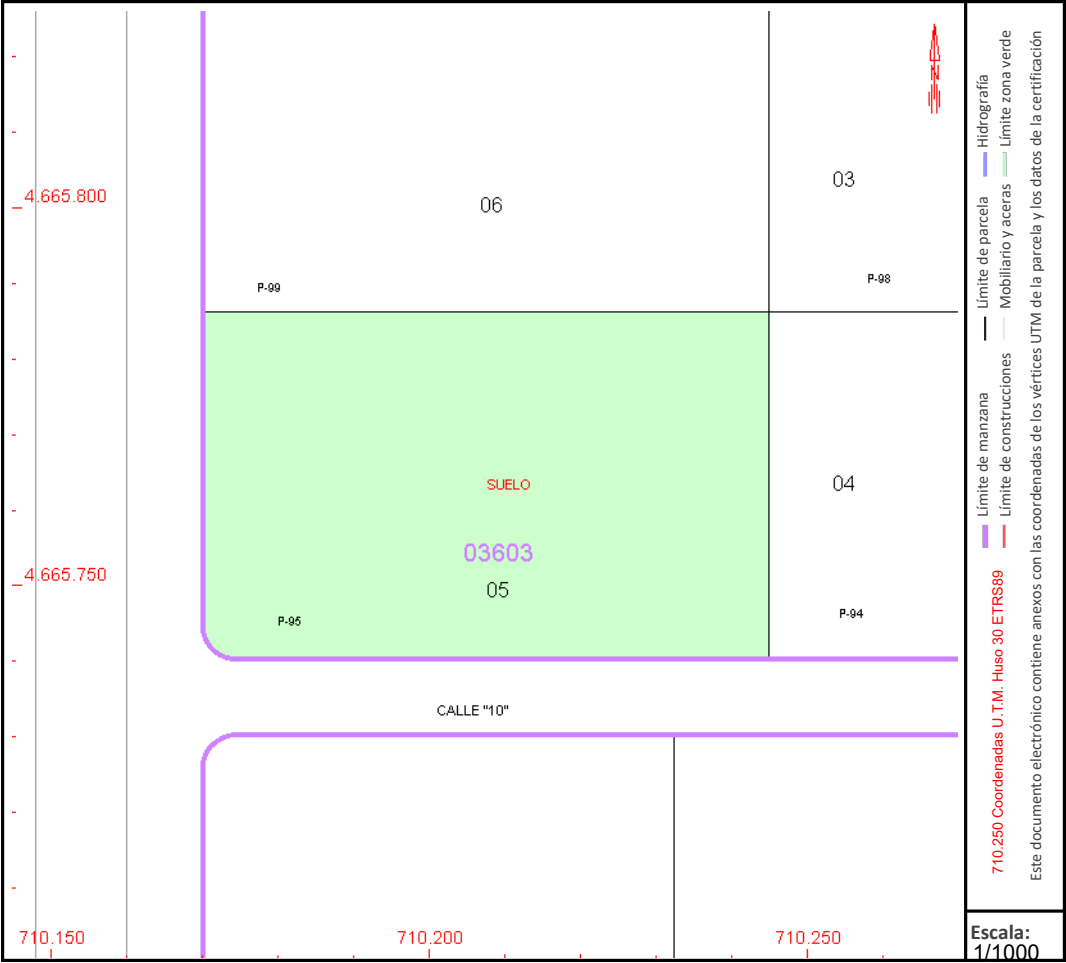 4.665.800
06
03
P-99
P-98
SUELO
04
03603
4.665.750
05
P-95
P-94
CALLE "10"
710.150
710.200
710.250
N
710.250 Coordenadas U.T.M. Huso 30 ETRS89
Límite de manzana
Límite de parcela
Hidrografía
Límite de construcciones
Mobiliario y aceras
Límite zona verde
Este documento electrónico contiene anexos con las coordenadas de los vértices UTM de la parcela y los datos de la certificación
Escala:
1/1000